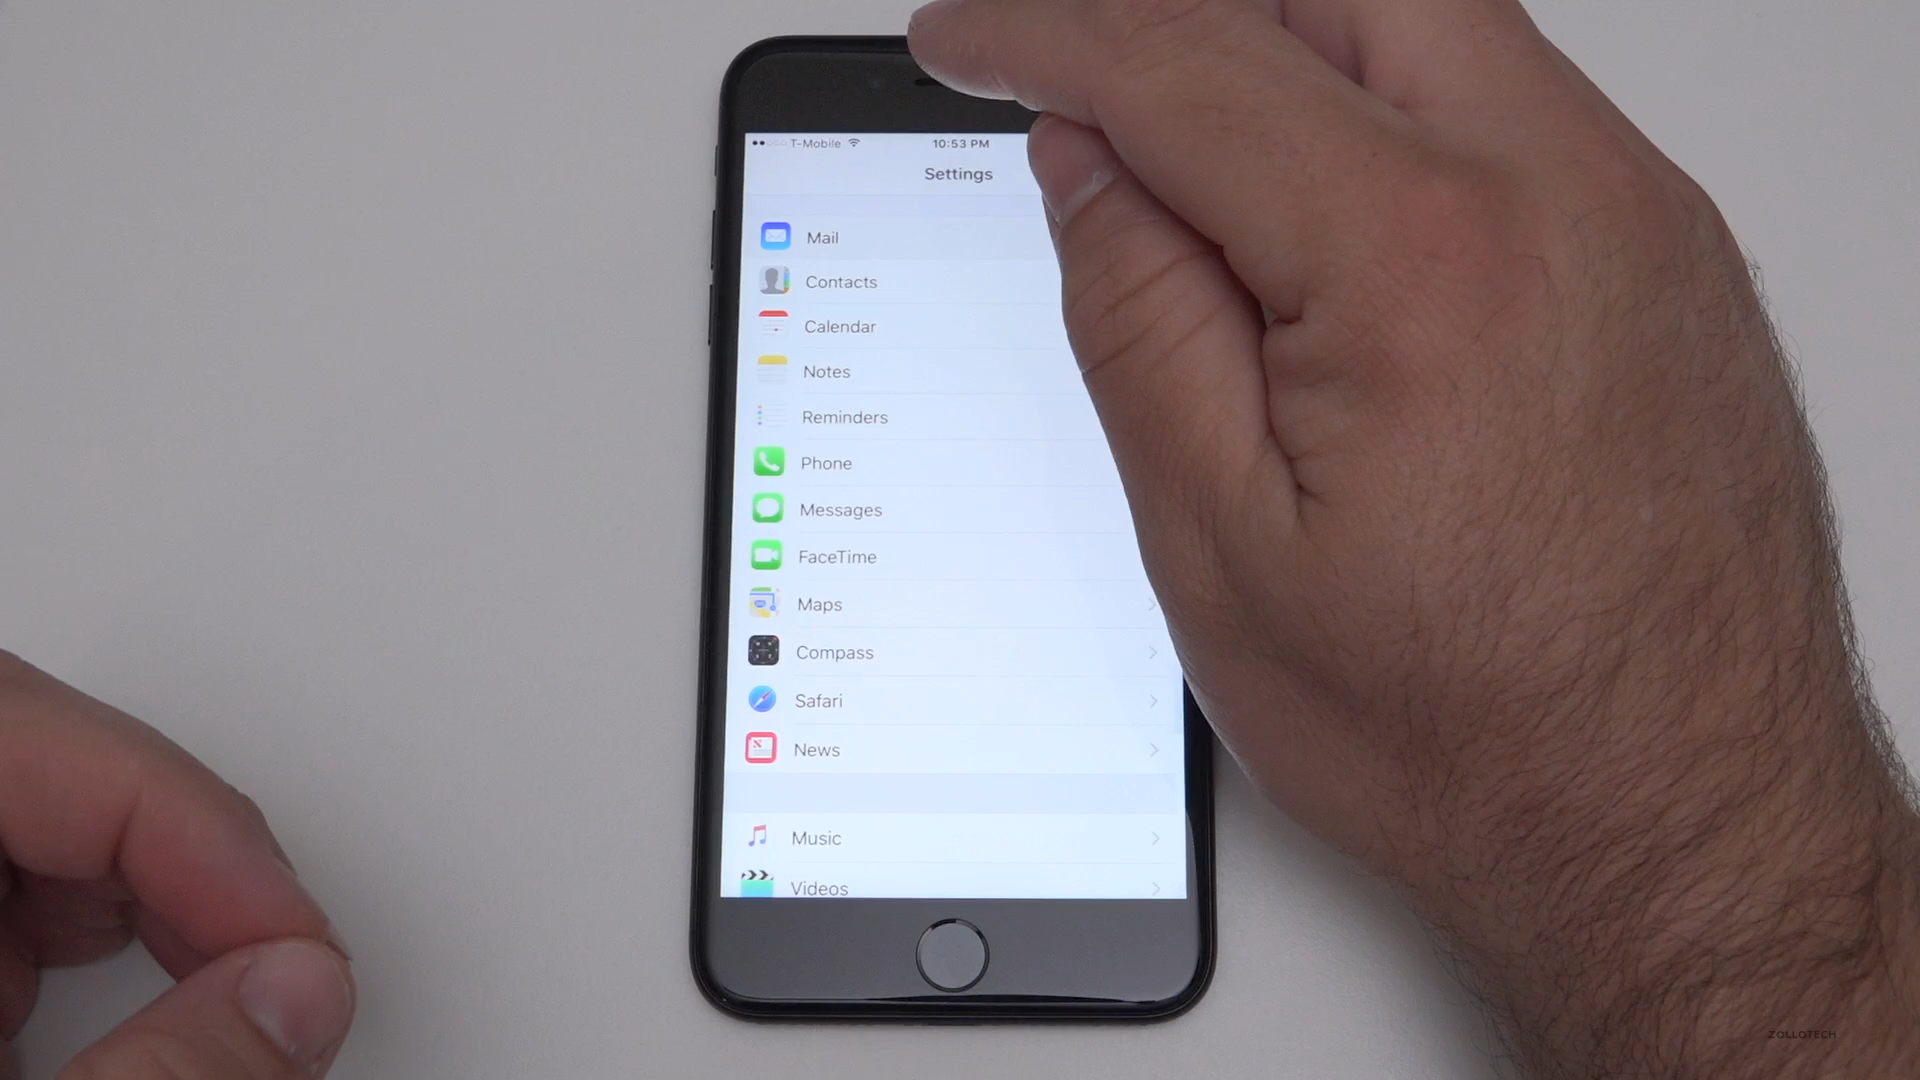 T-Mobile 10:53 PM
Settings
Mail
Contacts
Calendar
Notes
Reminders
Phone
Messages
FaceTime
Maps
Compass
Safari
News
Music
Videos
ZOLLOTECH